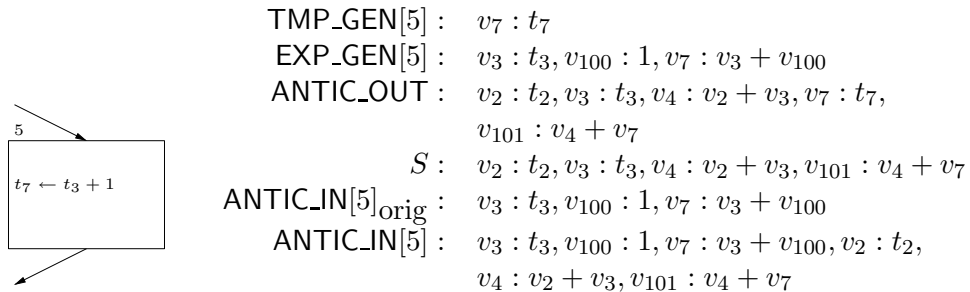 TMP_GEN[5] : v7 : t7
EXP_GEN[5] : v3 : t3, v100 : 1, v7 : v3 + v100
ANTIC_OUT : v2 : t2, v3 : t3, v4 : v2 + v3, v7 : t7,
v101 : v4 + v7
S : v2 : t2, v3 : t3, v4 : v2 + v3, v101 : v4 + v7
ANTIC_IN[5]orig : v3 : t3, v100 : 1, v7 : v3 + v100
ANTIC_IN[5] : v3 : t3, v100 : 1, v7 : v3 + v100, v2 : t2,
v4 : v2 + v3, v101 : v4 + v7
5
t7 ← t3 + 1